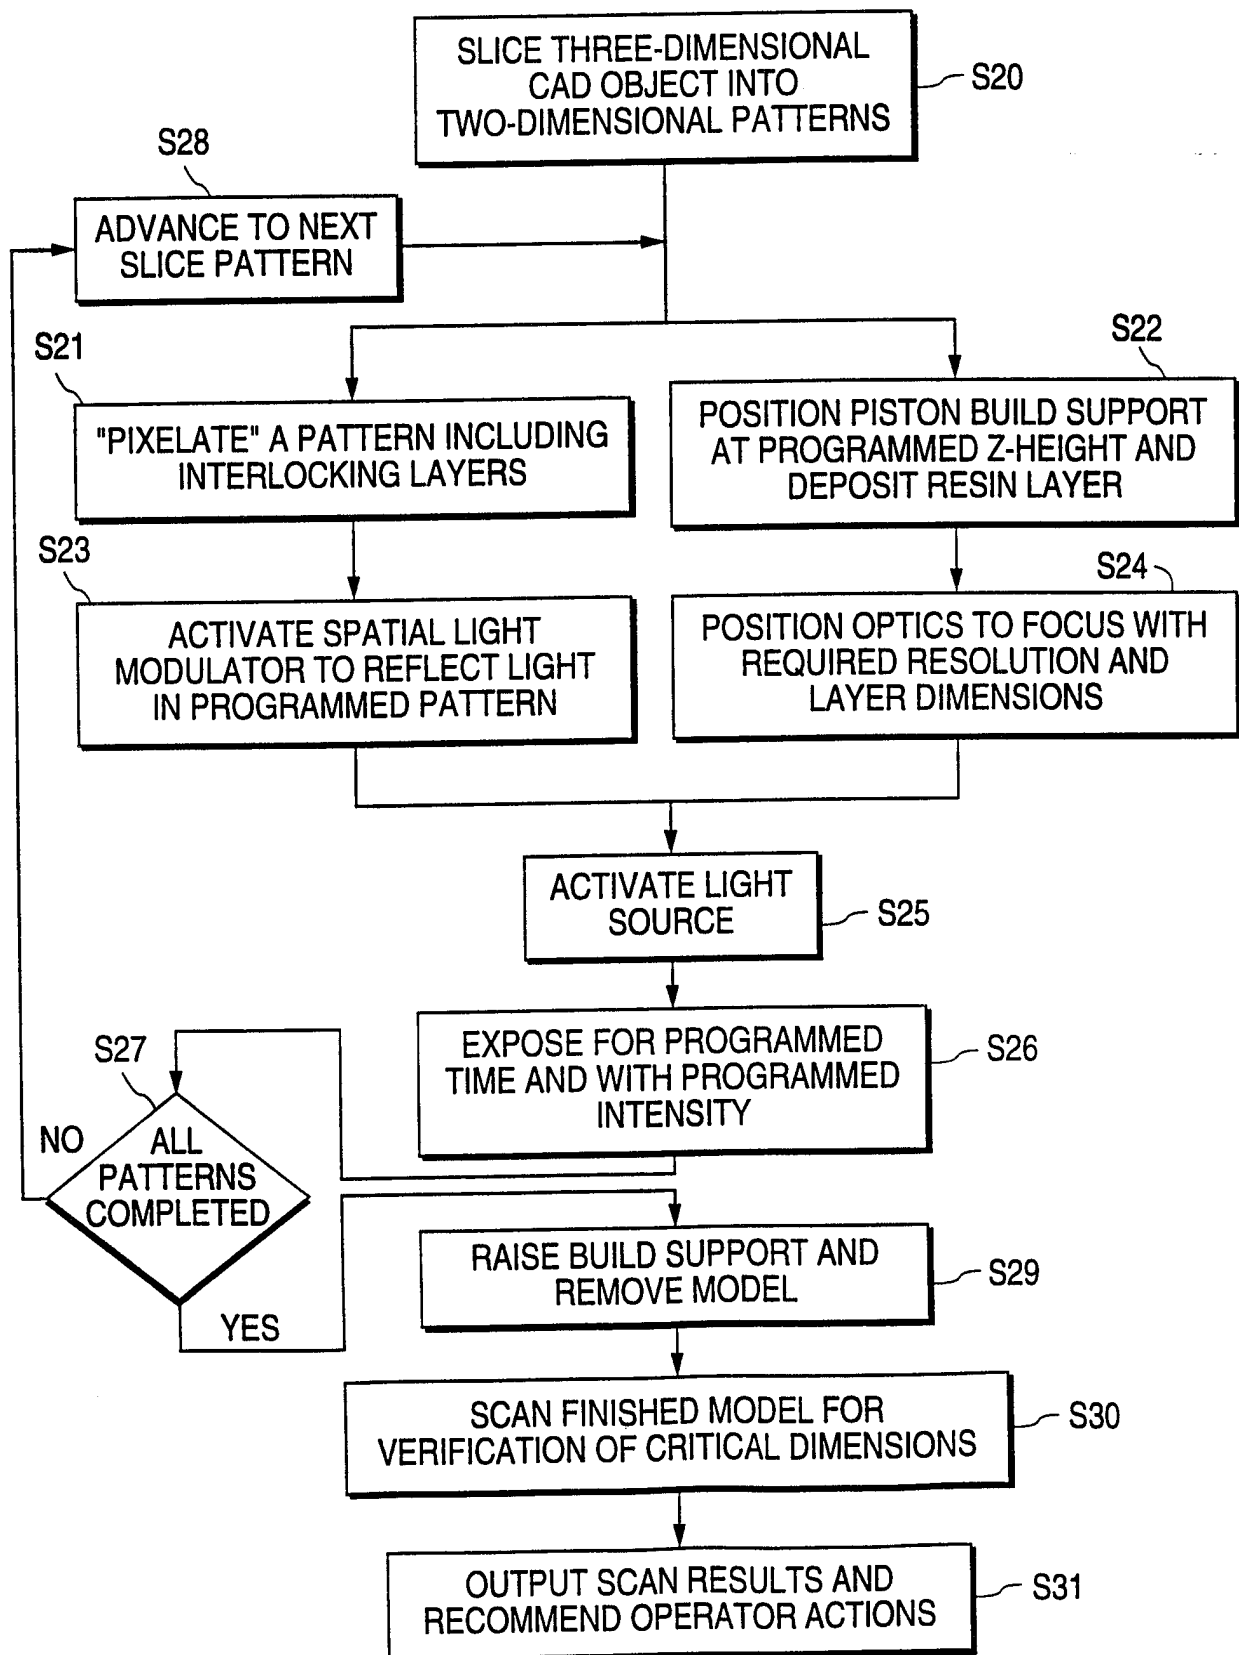 SLICE THREE-DIMENSIONAL
CAD OBJECT INTO
TWO-DIMENSIONAL PATTERNS
S20
S28
ADVANCE TO NEXT
SLICE PATTERN
S21
"PIXELATE" A PATTERN INCLUDING
INTERLOCKING LAYERS
S22
POSITION PISTON BUILD SUPPORT
AT PROGRAMMED Z-HEIGHT AND
DEPOSIT RESIN LAYER
S23
ACTIVATE SPATIAL LIGHT
MODULATOR TO REFLECT LIGHT
IN PROGRAMMED PATTERN
S24
POSITION OPTICS TO FOCUS WITH
REQUIRED RESOLUTION AND
LAYER DIMENSIONS
ACTIVATE LIGHT
SOURCE
S25
EXPOSE FOR PROGRAMMED
TIME AND WITH PROGRAMMED
INTENSITY
S26
S27
NO
ALL
PATTERNS
COMPLETED
YES
RAISE BUILD SUPPORT AND
REMOVE MODEL
S29
SCAN FINISHED MODEL FOR
VERIFICATION OF CRITICAL DIMENSIONS
S30
OUTPUT SCAN RESULTS AND
RECOMMEND OPERATOR ACTIONS
S31